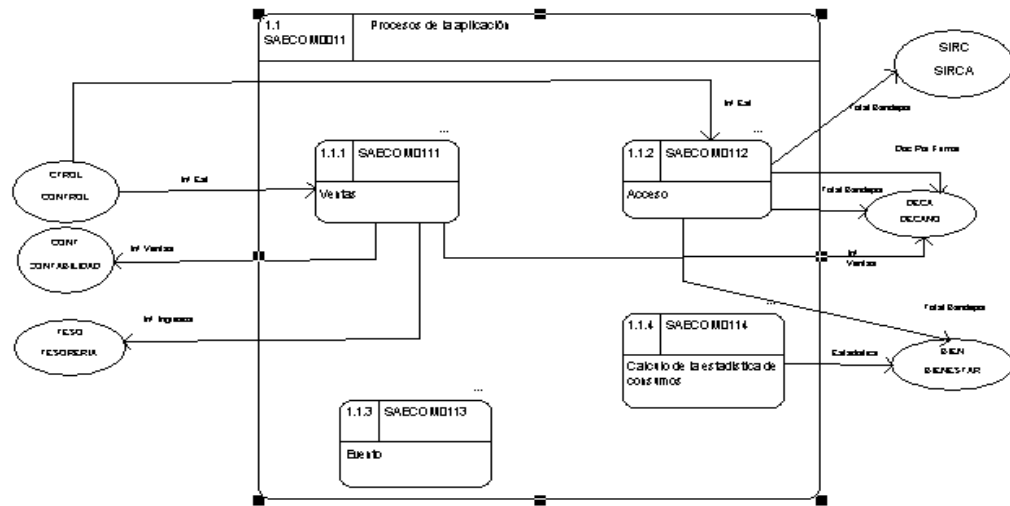 1.1
SAECOM0011
Procesos de la aplicación
SIRC
SIRCA
Inf Est
Total Bandejas
...
...
1.1.1
SAECOM0111
Ventas
1.1.2
SAECOM0112
Acceso
Doc Por Firma
CTROL
CONTROL
Inf Est
Total Bandejas
DECA
DECANO
CONT
CONTABILIDAD
Inf Ventas
Inf
Ventas
...
Total Bandejas
TESO
TESORERIA
Inf Ingresos
1.1.4
SAECOM0114
Calculo de la estadistica de
consumos
Estadistica
BIEN
BIENESTAR
...
1.1.3
SAECOM0113
Evento